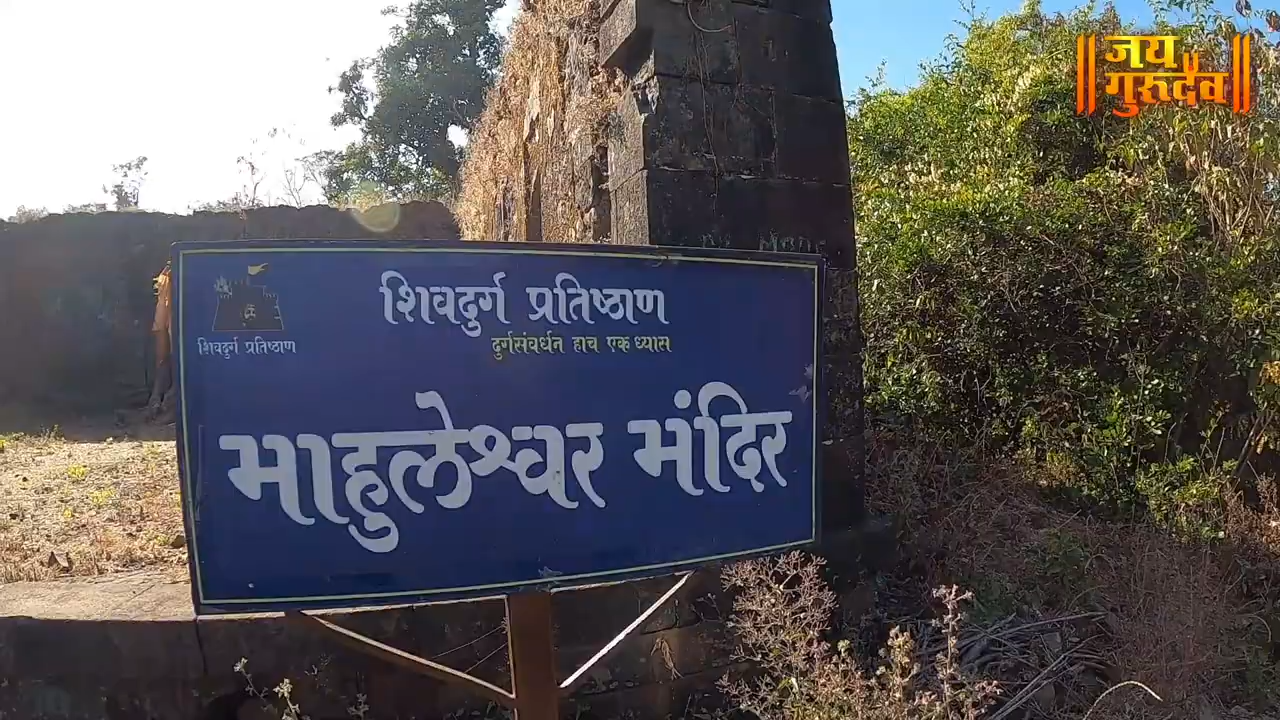 ॥ जय गुरूदेव ॥
शिवदुर्ग प्रतिष्ठाण
दुर्गसंवर्धन हाच एक ध्यास
शिवदुर्ग प्रतिष्ठाण
माहुलेश्वर मंदिर